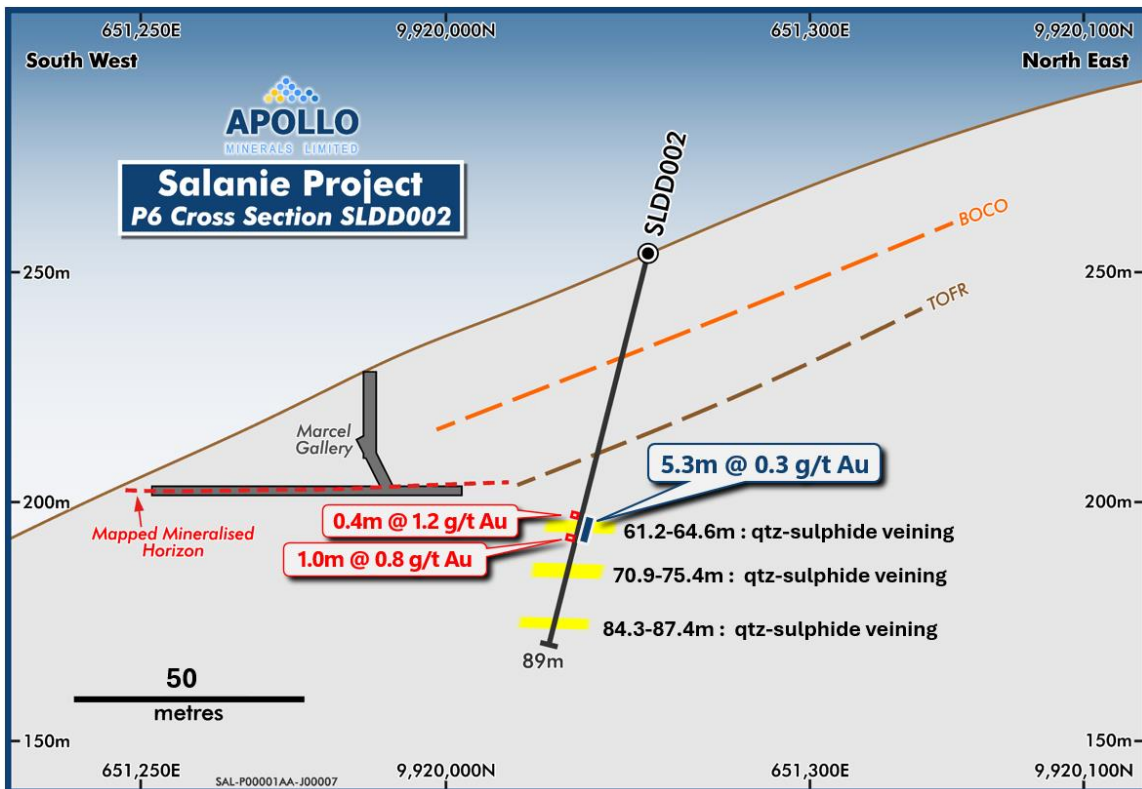 651,250E 9,920,000N 651,300E 9,920,100N
South West North East
APOLLO
MINERALS LIMITED
Salanie Project
P6 Cross Section SLDD002
SLDD002
BOCO
TOFR
250m 250m
Marcel
Gallery
200m 200m
Mapped Mineralised
Horizon
5.3m @ 0.3 g/t Au
0.4m @ 1.2 g/t Au
1.0m @ 0.8 g/t Au
61.2-64.6m : qtz-sulphide veining
70.9-75.4m : qtz-sulphide veining
84.3-87.4m : qtz-sulphide veining
89m
50
metres
150m 150m
651,250E 9,920,000N 651,300E 9,920,100N
SAL-P00001AA-J00007